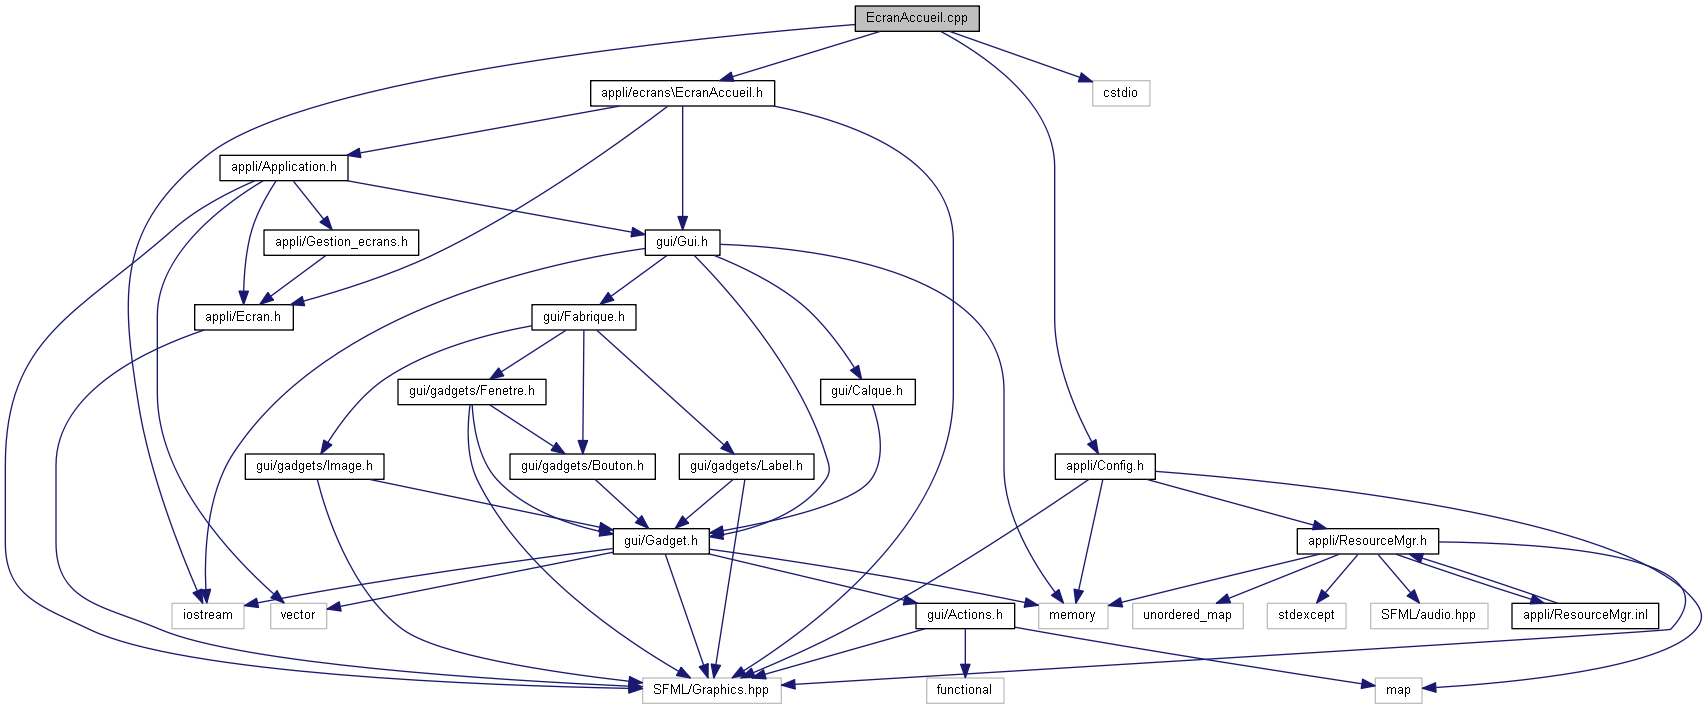 EcranAccueil.cpp
appli/ecrans\EcranAccueil.h
cstdio
appli/Application.h
appli/Gestion_ecrans.h
gui/Gui.h
appli/Ecran.h
gui/Fabrique.h
gui/gadgets/Fenetre.h
gui/Calque.h
gui/gadgets/Image.h
gui/gadgets/Bouton.h
gui/gadgets/Label.h
appli/Config.h
gui/Gadget.h
appli/ResourceMgr.h
iostream
vector
gui/Actions.h
memory
unordered_map
stdexcept
SFML/audio.hpp
appli/ResourceMgr.inl
SFML/Graphics.hpp
functional
map